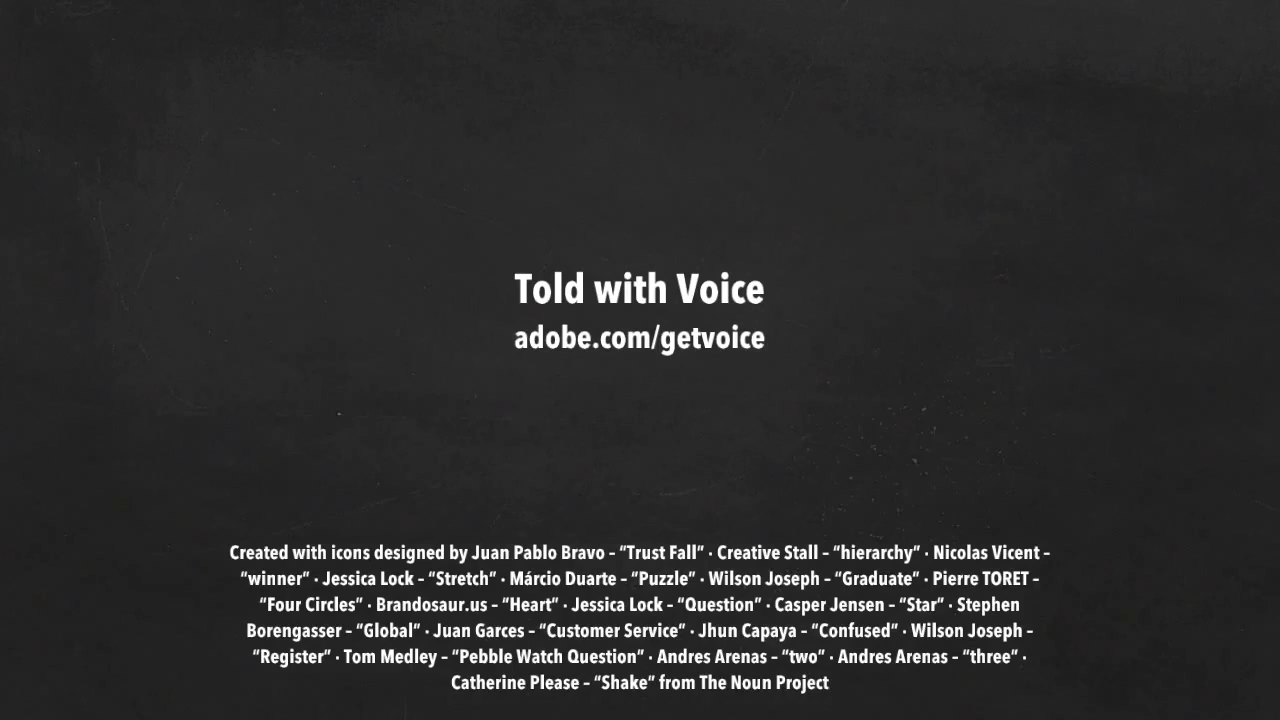 Told with Voice
adobe.com/getvoice
Created with icons designed by Juan Pablo Bravo – “Trust Fall” · Creative Stall – “hierarchy” · Nicolas Vicent –
“winner” · Jessica Lock – “Stretch” · Márcio Duarte – “Puzzle” · Wilson Joseph – “Graduate” · Pierre TORET –
“Four Circles” · Brandosaur.us – “Heart” · Jessica Lock – “Question” · Casper Jensen – “Star” · Stephen
Borengasser – “Global” · Juan Garces – “Customer Service” · Jhun Capaya – “Confused” · Wilson Joseph –
“Register” · Tom Medley – “Pebble Watch Question” · Andres Arenas – “two” · Andres Arenas – “three” ·
Catherine Please – “Shake” from The Noun Project